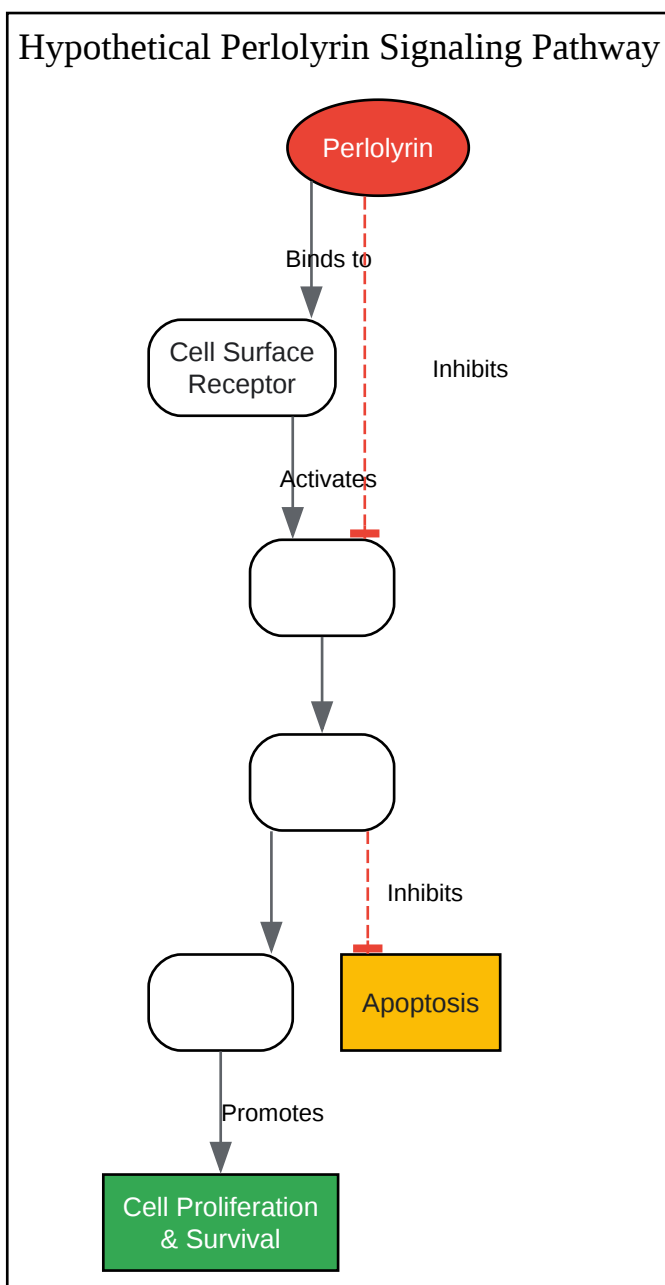 Hypothetical Perlolyrin Signaling Pathway
Perlolyrin
Binds to
Cell Surface
Receptor
Inhibits
Activates
Inhibits
Apoptosis
Promotes
Cell Proliferation
& Survival